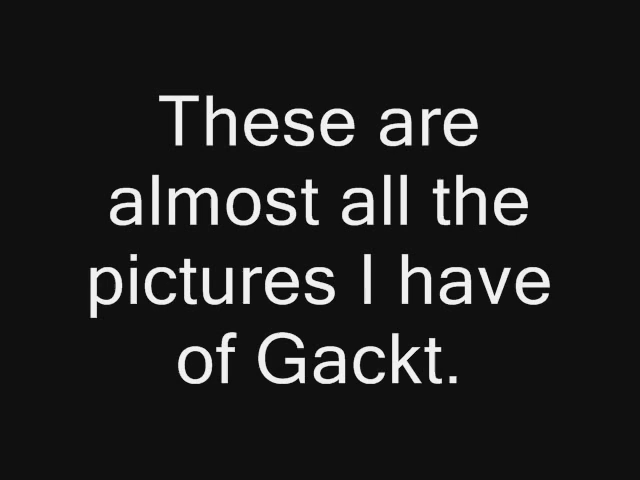 These are
almost all the
pictures I have
of Gackt.